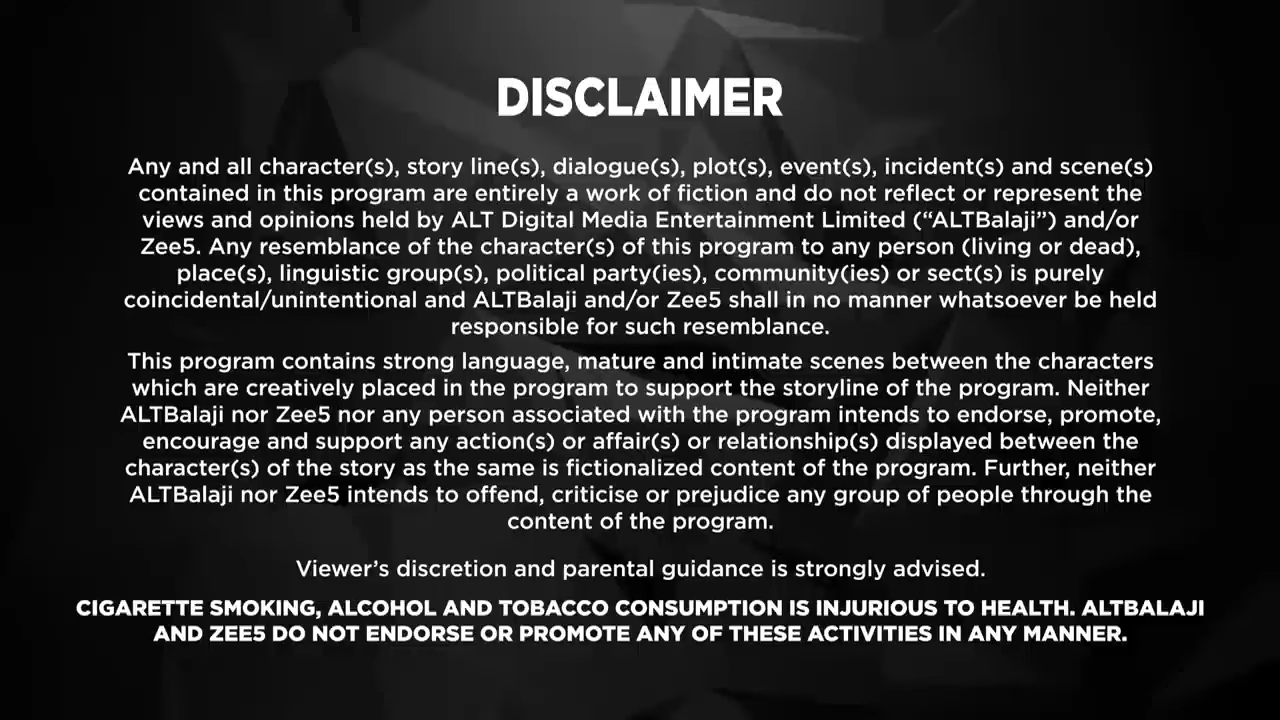 DISCLAIMER
Any and all character(s), story line(s), dialogue(s), plot(s), event(s), incident(s) and scene(s)
contained in this program are entirely a work of fiction and do not reflect or represent the
views and opinions held by ALT Digital Media Entertainment Limited (“ALTBalaji”) and/or
Zee5. Any resemblance of the character(s) of this program to any person (living or dead),
place(s), linguistic group(s), political party(ies), community(ies) or sect(s) is purely
coincidental/unintentional and ALTBalaji and/or Zee5 shall in no manner whatsoever be held
responsible for such resemblance.
This program contains strong language, mature and intimate scenes between the characters
which are creatively placed in the program to support the storyline of the program. Neither
ALTBalaji nor Zee5 nor any person associated with the program intends to endorse, promote,
encourage and support any action(s) or affair(s) or relationship(s) displayed between the
character(s) of the story as the same is fictionalized content of the program. Further, neither
ALTBalaji nor Zee5 intends to offend, criticise or prejudice any group of people through the
content of the program.
Viewer’s discretion and parental guidance is strongly advised.
CIGARETTE SMOKING, ALCOHOL AND TOBACCO CONSUMPTION IS INJURIOUS TO HEALTH. ALTBALAJI
AND ZEE5 DO NOT ENDORSE OR PROMOTE ANY OF THESE ACTIVITIES IN ANY MANNER.